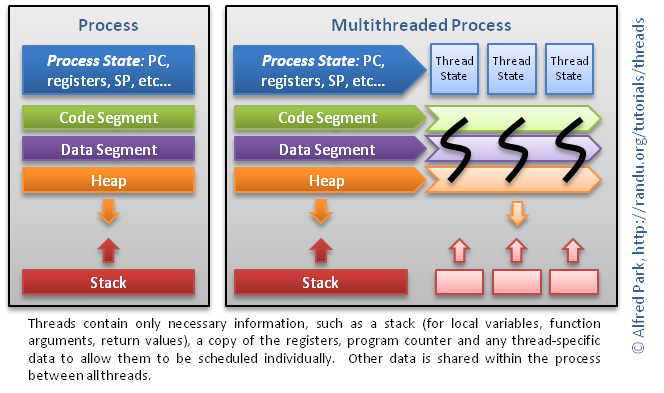 Process
Process State: PC,
registers, SP, etc...
Code Segment
Data Segment
Heap
Stack
Multithreaded Process
Process State: PC,
registers, SP, etc...
Thread
State
Thread
State
Thread
State
Code Segment
Data Segment
Heap
Stack
Threads contain only necessary information, such as a stack (for local variables, function
arguments, return values), a copy of the registers, program counter and any thread-specific
data to allow them to be scheduled individually. Other data is shared within the process
between all threads.
© Alfred Park, http://randu.org/tutorials/threads